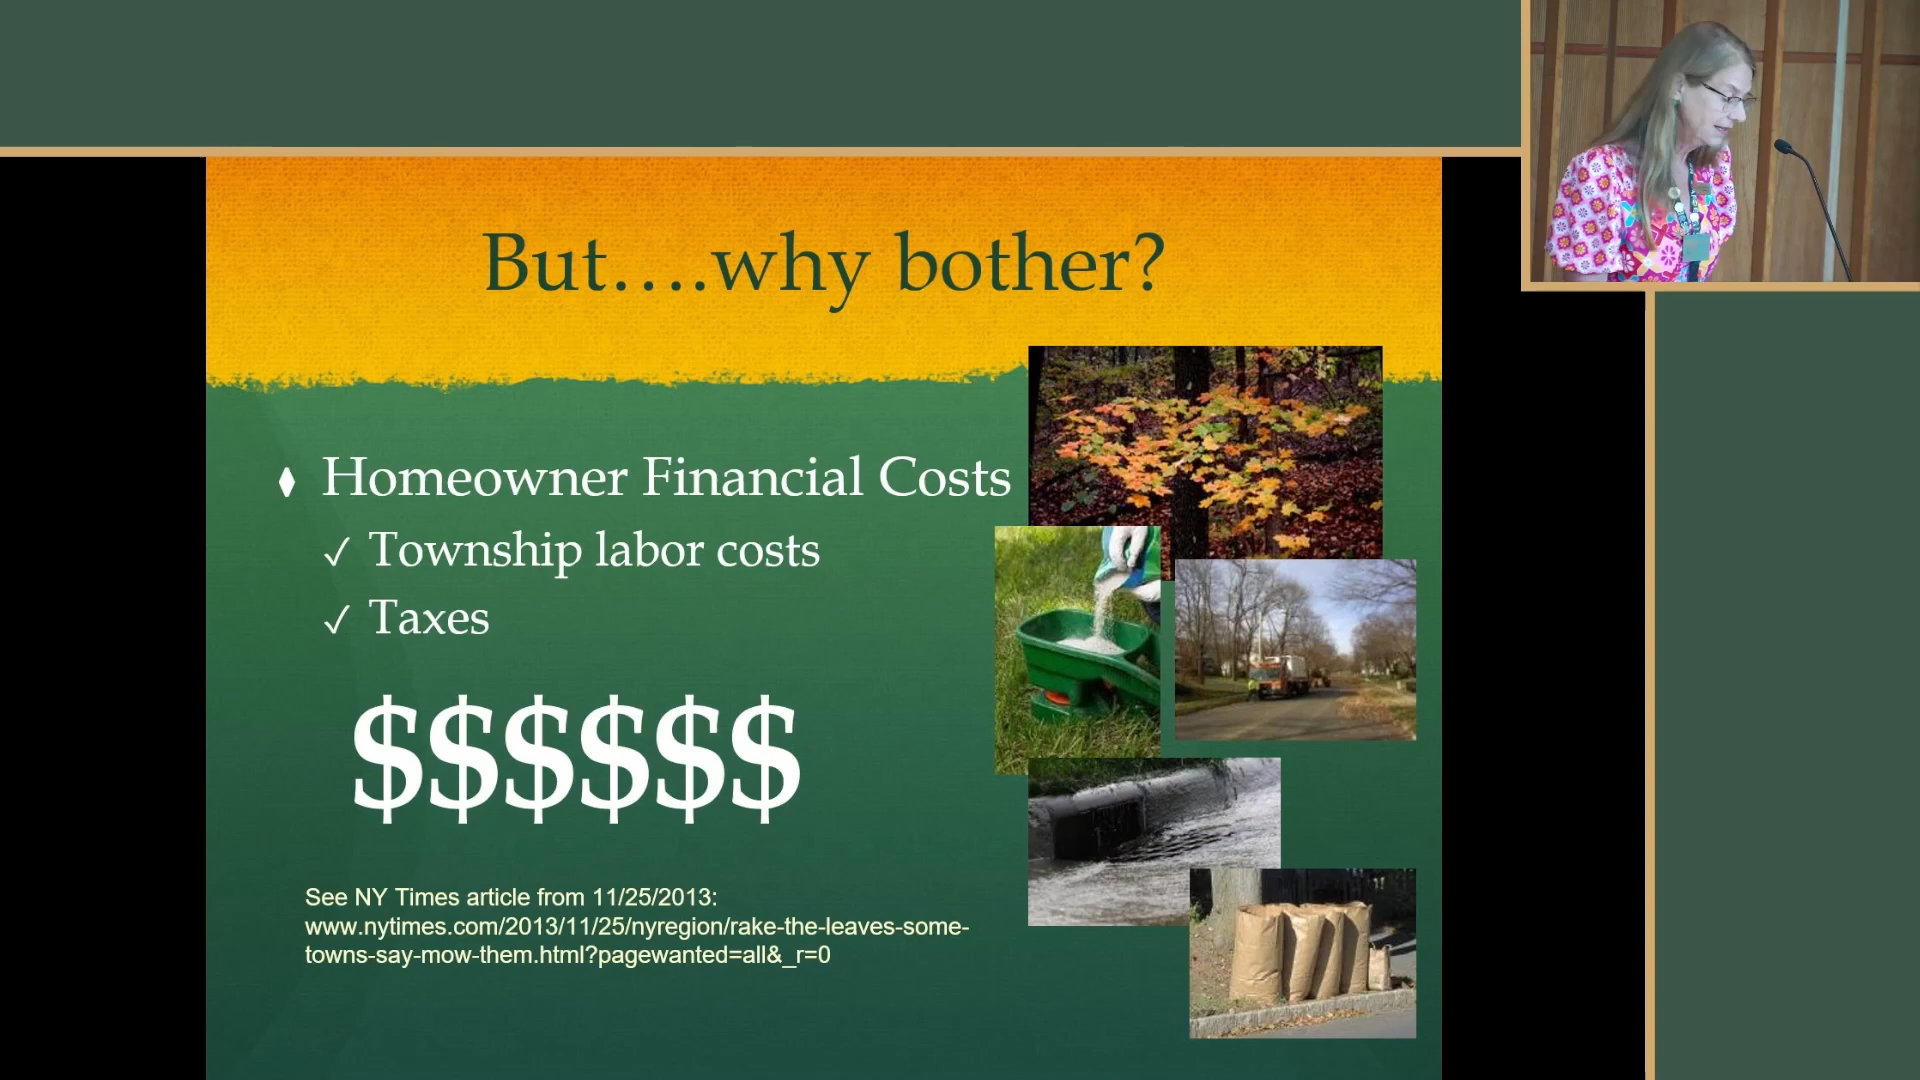 But….why bother?
Homeowner Financial Costs
✓ Township labor costs
✓ Taxes
$$$$$$
See NY Times article from 11/25/2013:
www.nytimes.com/2013/11/25/nyregion/rake-the-leaves-some-
towns-say-mow-them.html?pagewanted=all&_r=0